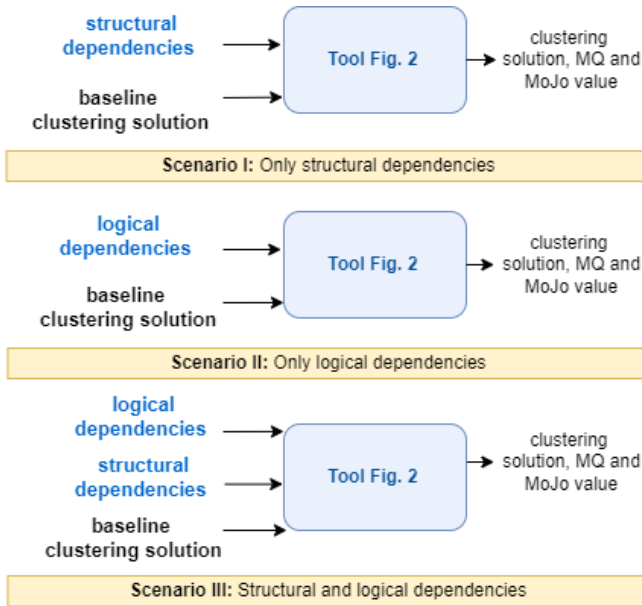 structural
dependencies
baseline
clustering solution
Tool Fig. 2
clustering
solution, MQ and
MoJo value
Scenario I: Only structural dependencies
logical
dependencies
baseline
clustering solution
Tool Fig. 2
clustering
solution, MQ and
MoJo value
Scenario II: Only logical dependencies
logical
dependencies
structural
dependencies
baseline
clustering solution
Tool Fig. 2
clustering
solution, MQ and
MoJo value
Scenario III: Structural and logical dependencies